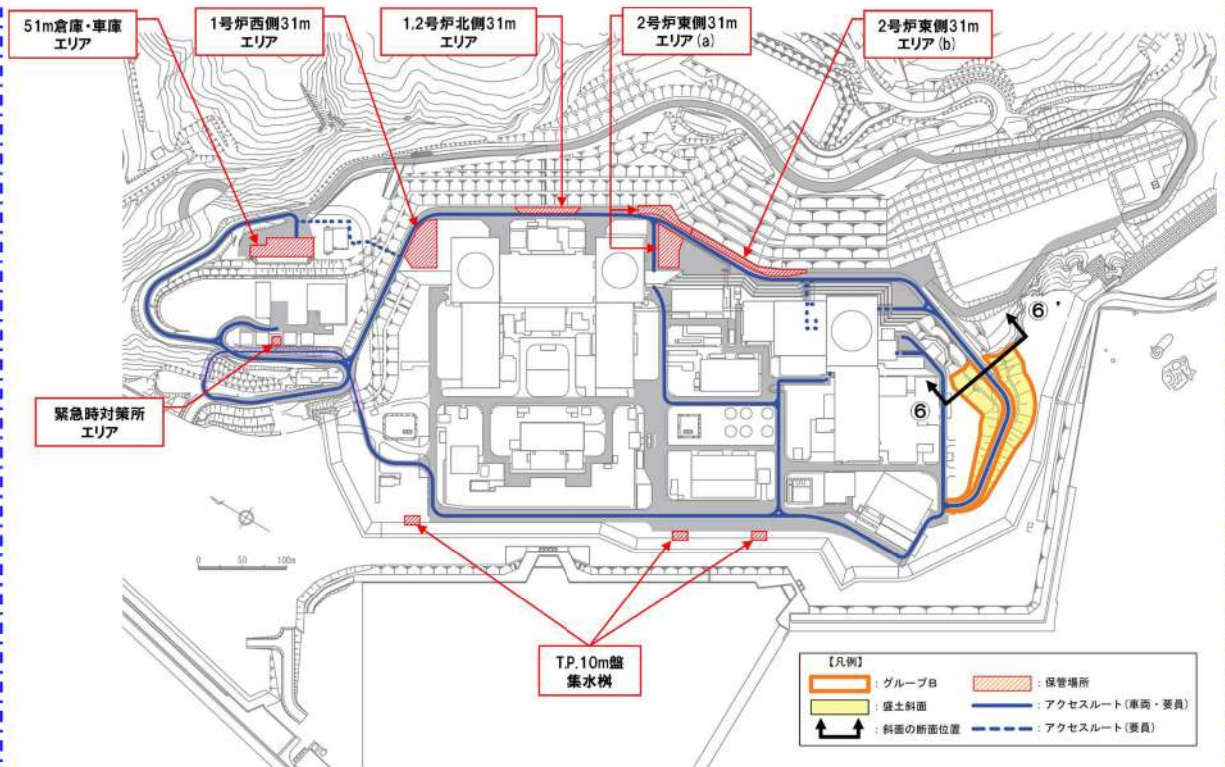 51m倉庫・車庫
エリア
1号炉西側31m
エリア
1,2号炉北側31m
エリア
2号炉東側31m
エリア(a)
2号炉東側31m
エリア(b)
⑥
⑥'
緊急時対策所
エリア
0 50 100m
T.P.10m盤
集水桝
【凡例】
：グループB
：保管場所
：盛土斜面
：アクセスルート(車両・要員)
：斜面の断面位置
：アクセスルート(要員)